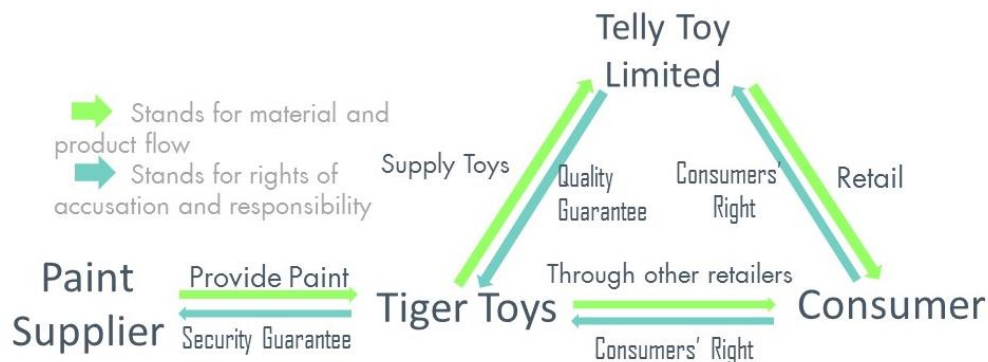 Telly Toy
Limited
Stands for material and
product flow
Stands for rights of
accusation and responsibility
Supply Toys
Quality
Guarantee
Consumers'
Right
Retail
Paint
Supplier
Provide Paint
Security Guarantee
Tiger Toys
Through other retailers
Consumers' Right
Consumer